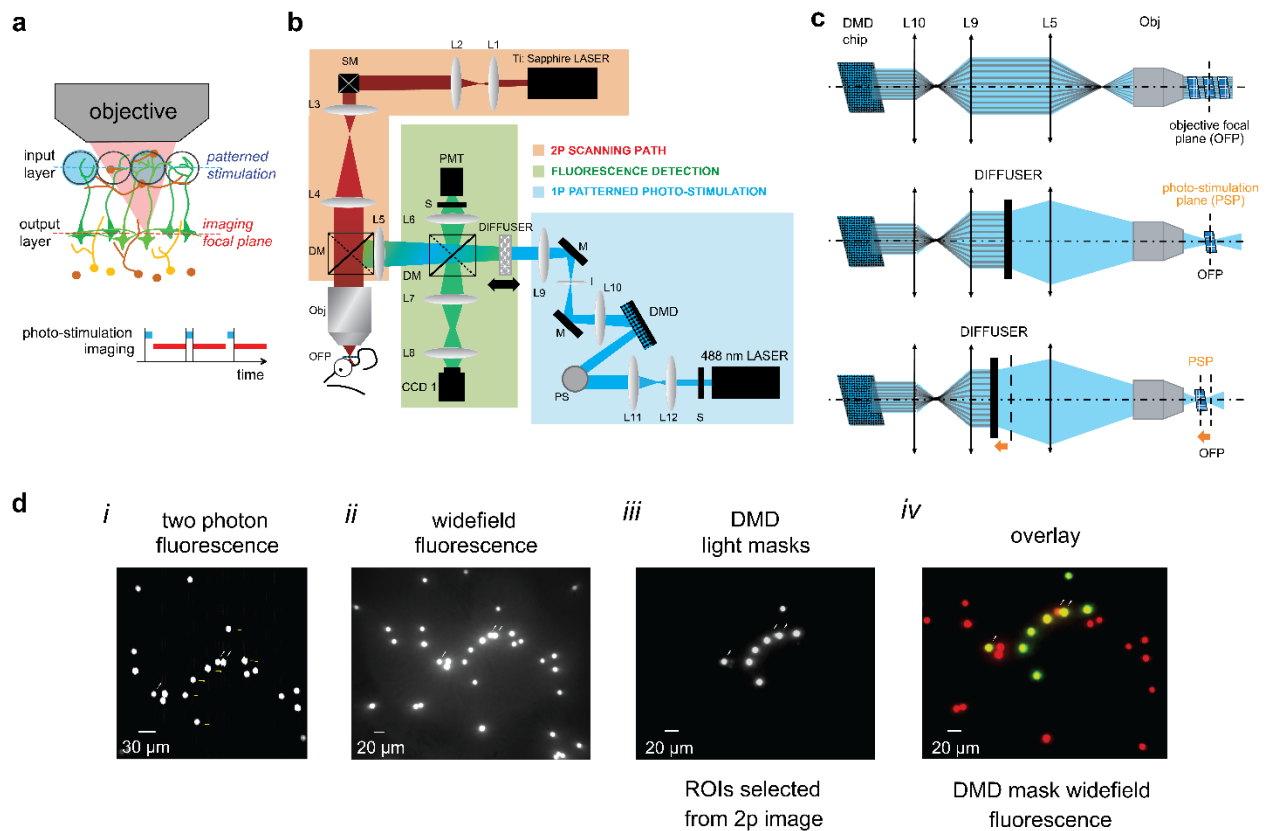 a
objective
input
layer
patterned
stimulation
output
layer
imaging
focal plane
photo-stimulation
imaging
time
b
L2
L1
SM
Ti: Sapphire LASER
L3
2P SCANNING PATH
FLUORESCENCE DETECTION
1P PATTERNED PHOTO-STIMULATION
PMT
S
L4
L5
L6
DIFFUSER
M
DM
DM
L9
I
L10
DMD
Obj
L7
M
OFP
L8
488 nm LASER
CCD 1
PS
L11
L12
S
c
DMD
chip
L10
L9
L5
Obj
objective focal
plane (OFP)
DIFFUSER
photo-stimulation
plane (PSP)
OFP
DIFFUSER
PSP
OFP
d
i
two photon
fluorescence
30 µm
ii
widefield
fluorescence
20 µm
iii
DMD
light masks
20 µm
ROIs selected
from 2p image
iv
overlay
20 µm
DMD mask widefield
fluorescence